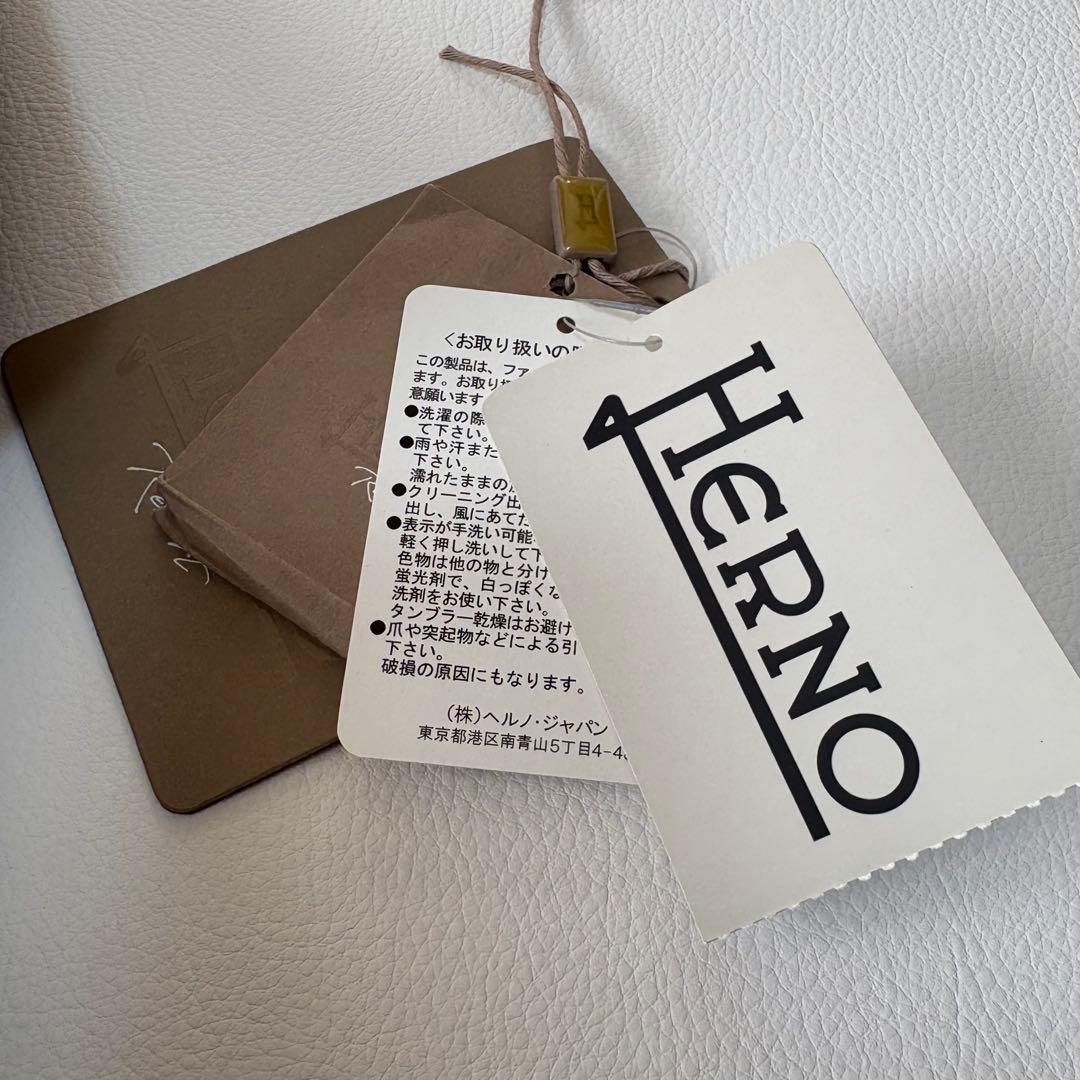 <お取り扱いの
この製品は、ファ
ます。お取り扱
意願います
●洗濯の際
て下さい。
●雨や汗また
下さい。
濡れたままの
●クリーニング出
出し、風にあてた
●表示が手洗い可能
軽く押し洗いして下
色物は他の物と分け
蛍光剤で、白っぽくな
洗剤をお使い下さい。
タンブラー乾燥はお避け
●爪や突起物などによる引
下さい。
破損の原因にもなります。
(株)ヘルノ・ジャパン
東京都港区南青山5丁目4-4
HERNO
H